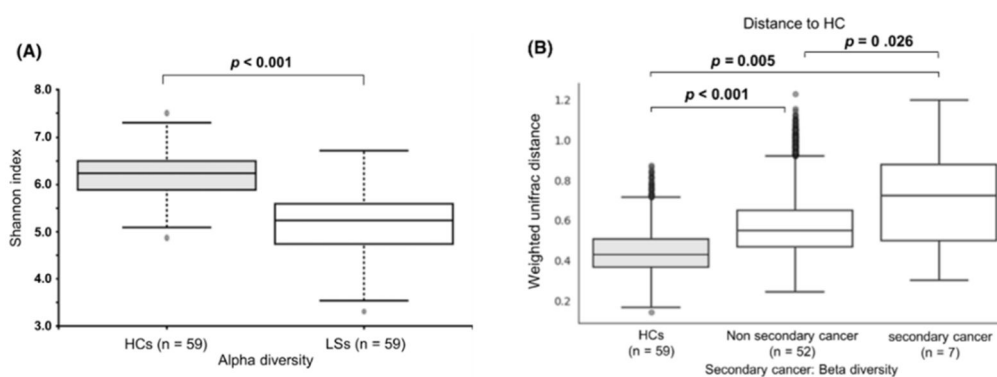 (A)
p < 0.001
8.0
7.0
6.0
5.0
4.0
3.0
Shannon index
HCs (n = 59)
LSs (n = 59)
Alpha diversity
(B)
Distance to HC
p = 0 .026
p = 0.005
p < 0.001
1.2
1.0
0.8
0.6
0.4
0.2
Weighted unifrac distance
HCs
(n = 59)
Non secondary cancer
(n = 52)
secondary cancer
(n = 7)
Secondary cancer: Beta diversity